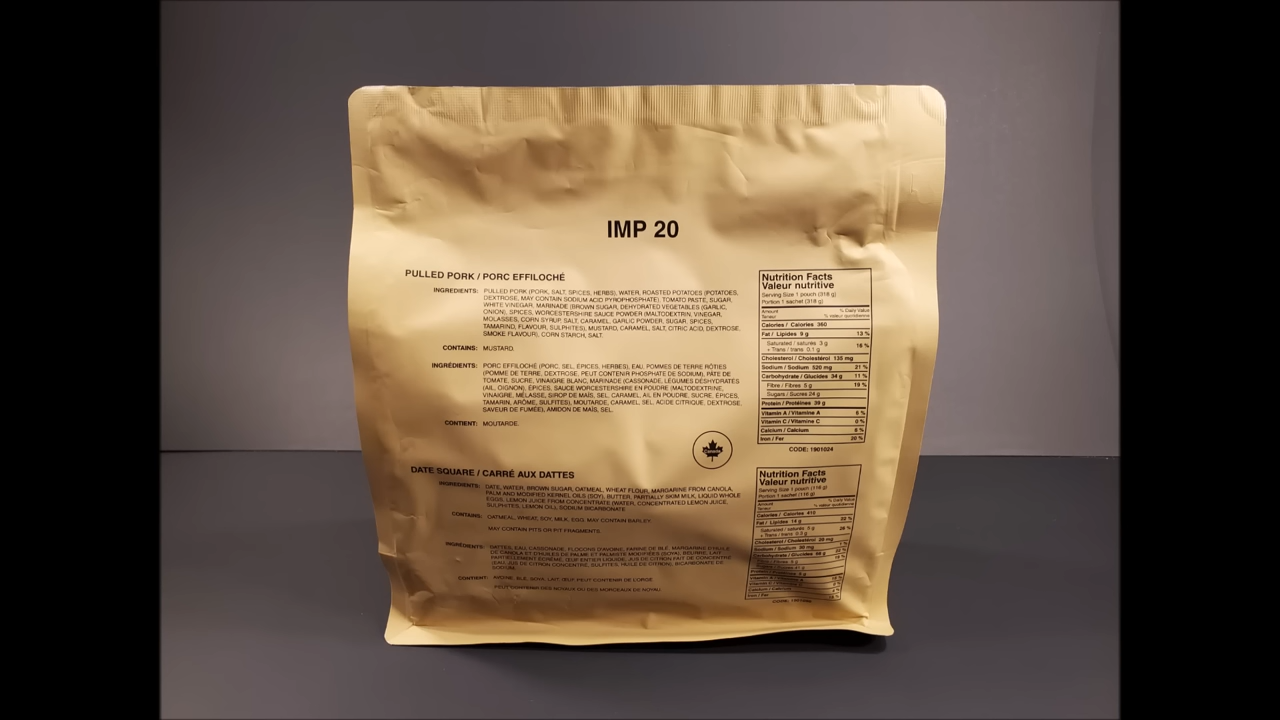 IMP 20
PULLED PORK / PORC EFFILOCHÉ
INGREDIENTS: PULLED PORK (PORK, SALT, SPICES, HERBS), WATER, ROASTED POTATOES (POTATOES,
DEXTROSE, MAY CONTAIN SODIUM ACID PYROPHOSPHATE), TOMATO PASTE, SUGAR,
WHITE VINEGAR, MARINADE (BROWN SUGAR, DEHYDRATED VEGETABLES (GARLIC,
ONION), SPICES, WORCESTERSHIRE SAUCE POWDER (MALTODEXTRIN, VINEGAR,
MOLASSES, CORN SYRUP, SALT, CARAMEL, GARLIC POWDER, SUGAR, SPICES,
TAMARIND, FLAVOUR, SULPHITES), MUSTARD, CARAMEL, SALT, CITRIC ACID, DEXTROSE,
SMOKE FLAVOUR), CORN STARCH, SALT.
CONTAINS: MUSTARD.
INGRÉDIENTS: PORC EFFILOCHÉ (PORC, SEL, ÉPICES, HERBES), EAU, POMMES DE TERRE RÔTIES
(POMME DE TERRE, DEXTROSE, PEUT CONTENIR PHOSPHATE DE SODIUM), PÂTE DE
TOMATE, SUCRE, VINAIGRE BLANC, MARINADE (CASSONADE, LÉGUMES DESHYDRATÉS
(AIL, OIGNON), ÉPICES, SAUCE WORCESTERSHIRE EN POUDRE (MALTODEXTRINE,
VINAIGRE, MÉLASSE, SIROP DE MAÏS, SEL, CARAMEL, AIL EN POUDRE, SUCRE, ÉPICES,
TAMARIN, ARÔME, SULFITES), MOUTARDE, CARAMEL, SEL, ACIDE CITRIQUE, DEXTROSE,
SAVEUR DE FUMÉE), AMIDON DE MAÏS, SEL.
CONTIENT: MOUTARDE.
Nutrition Facts
Valeur nutritive
Serving Size 1 pouch (318 g)
Portion 1 sachet (318 g)
Amount % Daily Value
Teneur % valeur quotidienne
Calories / Calories 360
Fat / Lipides 9 g 13 %
Saturated / saturés 3 g
+ Trans / trans 0.1 g 16 %
Cholesterol / Cholestérol 135 mg
Sodium / Sodium 520 mg 21 %
Carbohydrate / Glucides 34 g 11 %
Fibre / Fibres 5 g 19 %
Sugars / Sucres 24 g
Protein / Protéines 39 g
Vitamin A / Vitamine A 5 %
Vitamin C / Vitamine C 0 %
Calcium / Calcium 6 %
Iron / Fer 20 %
CODE: 1901024
Canada
DATE SQUARE / CARRÉ AUX DATTES
INGREDIENTS: DATE, WATER, BROWN SUGAR, OATMEAL, WHEAT FLOUR, MARGARINE FROM CANOLA,
PALM AND MODIFIED KERNEL OILS (SOY), BUTTER, PARTIALLY SKIM MILK, LIQUID WHOLE
EGGS, LEMON JUICE FROM CONCENTRATE (WATER, CONCENTRATED LEMON JUICE,
SULPHITES, LEMON OIL), SODIUM BICARBONATE
CONTAINS: OATMEAL, WHEAT, SOY, MILK, EGG, MAY CONTAIN BARLEY.
MAY CONTAIN PITS OR PIT FRAGMENTS
INGRÉDIENTS: DATTES, EAU, CASSONADE, FLOCONS D'AVOINE, FARINE DE BLÉ, MARGARINE D'HUILE
DE CANOLA ET D'HUILES DE PALME ET PALMISTE MODIFIÉES (SOYA), BEURRE, LAIT
PARTIELLEMENT ÉCRÉMÉ, ŒUF ENTIER LIQUIDE, JUS DE CITRON FAIT DE CONCENTRÉ
(EAU, JUS DE CITRON CONCENTRÉ, SULFITES, HUILE DE CITRON), BICARBONATE DE
SODIUM.
CONTIENT: AVOINE, BLÉ, SOYA, LAIT, ŒUF, PEUT CONTENIR DE L'ORGE.
PEUT CONTENIR DES NOYAUX OU DES MORCEAUX DE NOYAU.
Nutrition Facts
Valeur nutritive
Serving Size 1 pouch (116 g)
Portion 1 sachet (116 g)
Amount % Daily Value
Teneur % valeur quotidienne
Calories / Calories 410
Fat / Lipides 14 g 22 %
Saturated / saturés 5 g
+ Trans / trans
Cholesterol / Cholestérol
Sodium / Sodium
Carbohydrate / Glucides
Calcium / Calcium
Iron / Fer